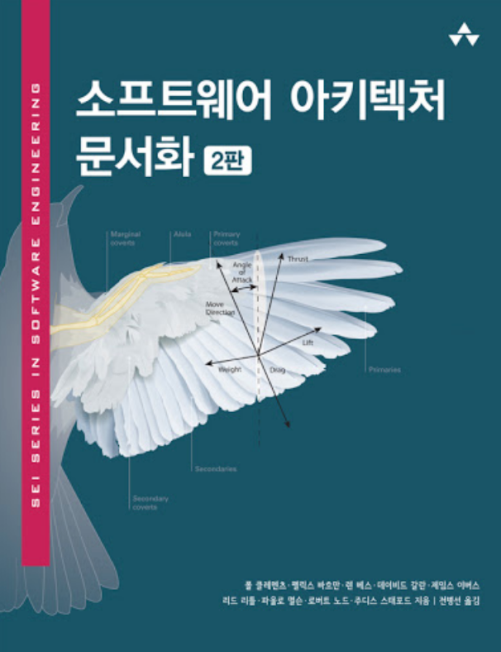 소프트웨어 아키텍처
문서화 2판
SEI SERIES IN SOFTWARE ENGINEERING
Marginal
coverts
Alula
Primary
coverts
Angle
of
Attack
Thrust
Move
Direction
Lift
Weight
Drag
Primaries
Secondaries
Secondary
coverts
폴 클레멘츠·펠릭스 바흐만·렌 베스·데이비드 갈란·제임스 아버스
리드 리틀·파울로 멜슨·로버트 노드·주디스 스태포드 지음 | 전병선 옮김